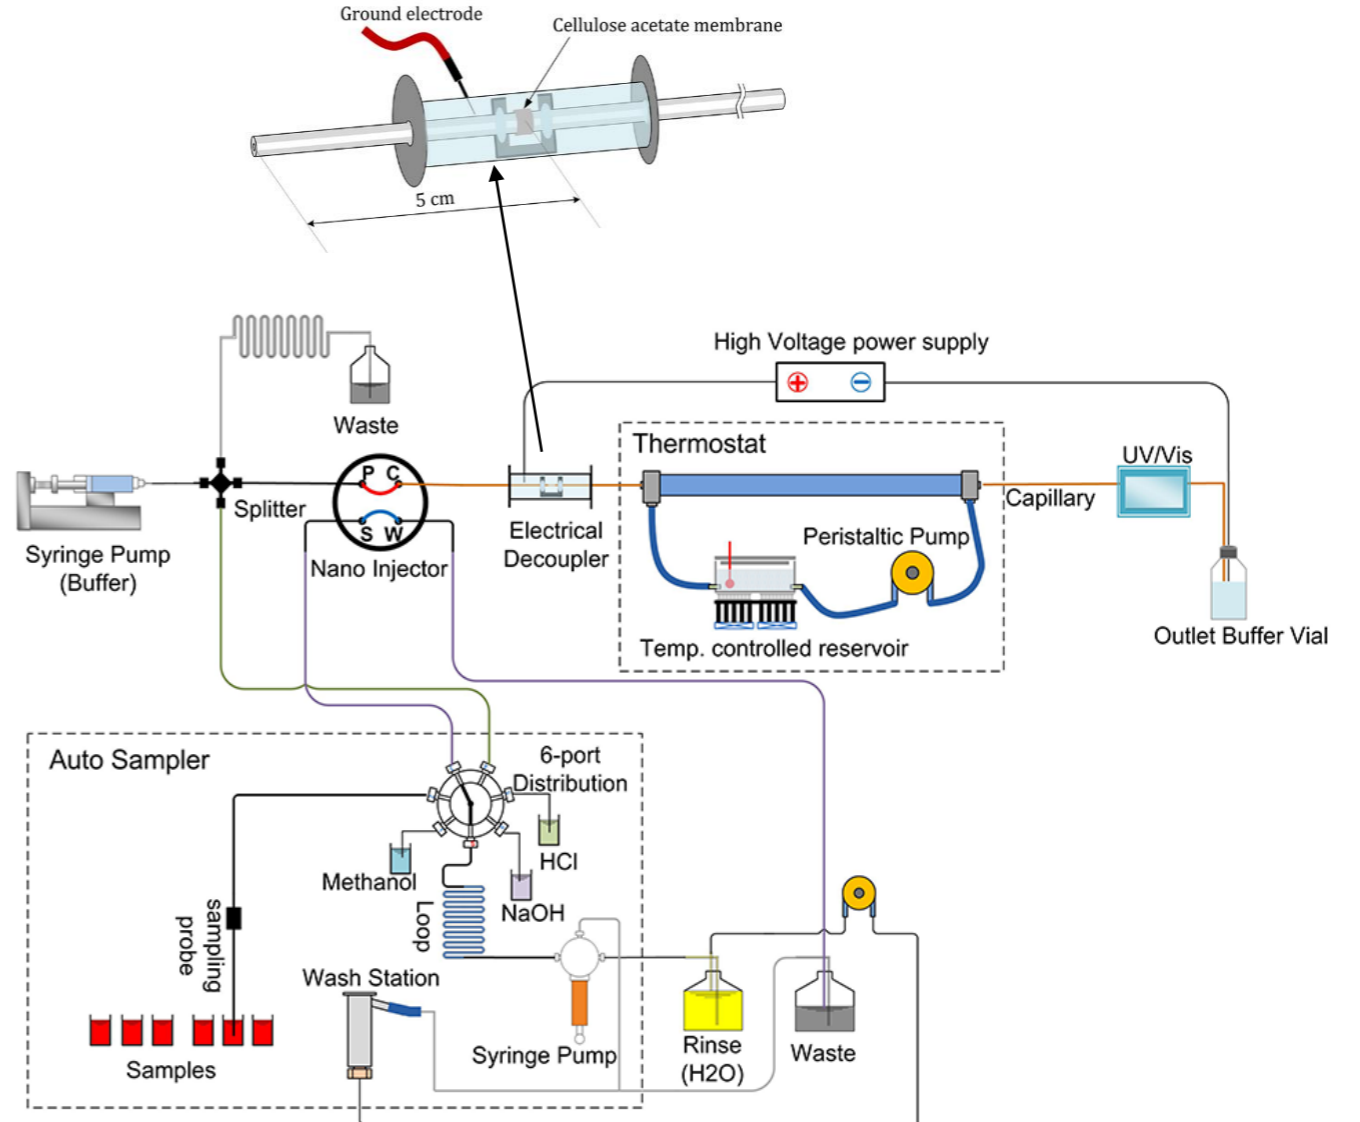 Ground electrode
Cellulose acetate membrane
5 cm
High Voltage power supply
Waste
Thermostat
UV/Vis
P C
Splitter
S W
Capillary
Syringe Pump
(Buffer)
Nano Injector
Electrical
Decoupler
Peristaltic Pump
Temp. controlled reservoir
Outlet Buffer Vial
Auto Sampler
6-port
Distribution
HCl
Methanol
NaOH
Loop
sampling
probe
Wash Station
Samples
Syringe Pump
Rinse
(H2O)
Waste